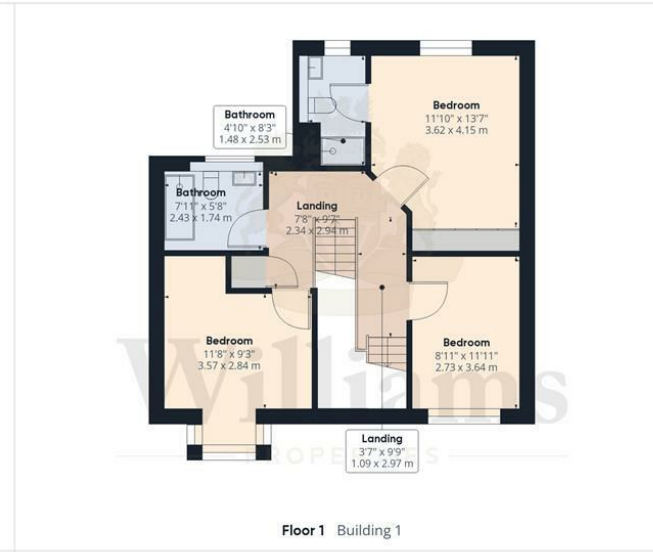 Bathroom
4'10" x 8'3"
1.48 x 2.53 m
Bedroom
11'10" x 13'7"
3.62 x 4.15 m
Bathroom
7'11" x 5'8"
2.43 x 1.74 m
Landing
7'8" x 9'7"
2.34 x 2.94 m
Bedroom
11'8" x 9'3"
3.57 x 2.84 m
Bedroom
8'11" x 11'11"
2.73 x 3.64 m
Williams
PROPERTIES
Landing
3'7" x 9'9"
1.09 x 2.97 m
Floor 1 Building 1